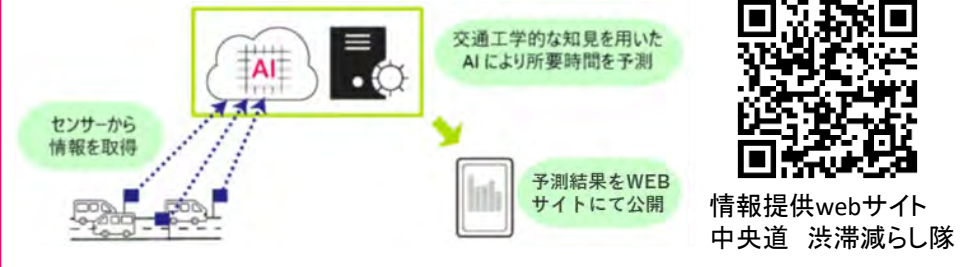 交通工学的な知見を用いた
AIにより所要時間を予測
AI
センサーから
情報を取得
予測結果をWEB
サイトにて公開
情報提供webサイト
中央道　渋滞減らし隊